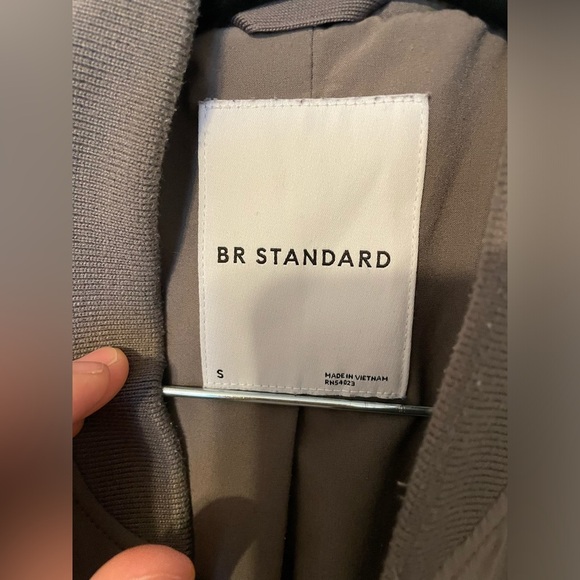 BR STANDARD
S
MADE IN VIETNAM
RN54023